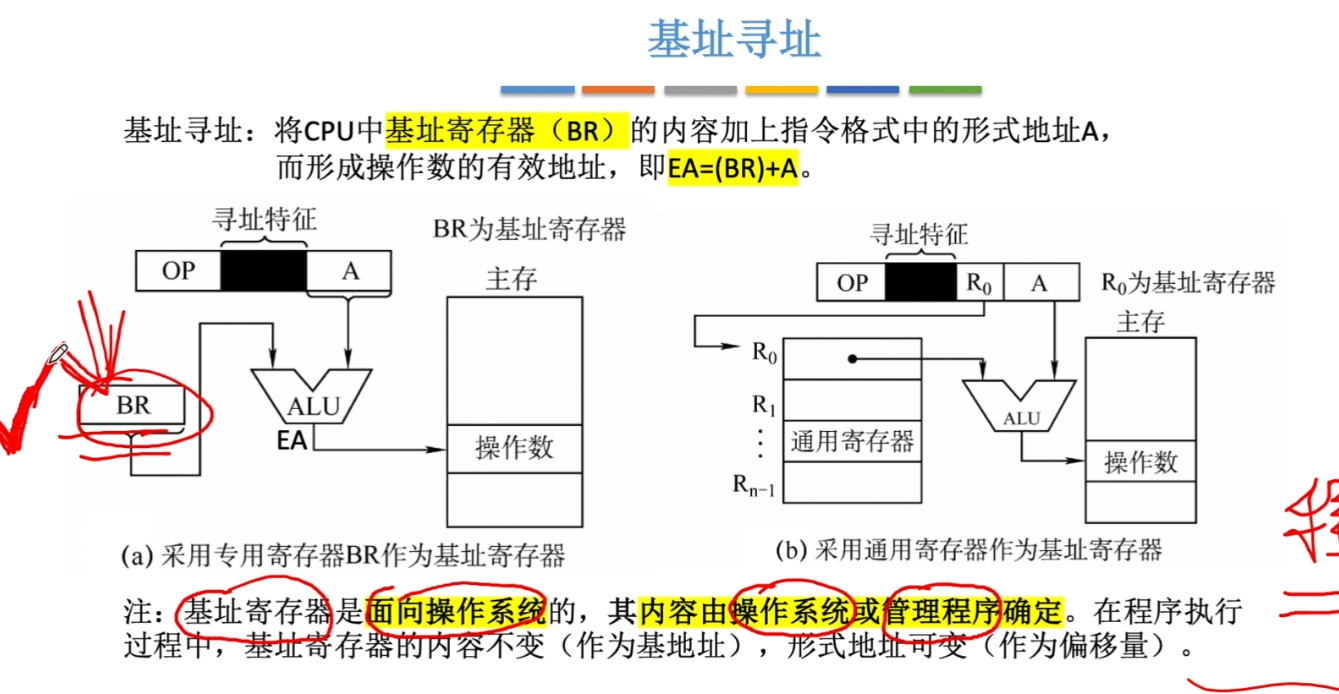 基址寻址
基址寻址：将CPU中基址寄存器（BR）的内容加上指令格式中的形式地址A，
而形成操作数的有效地址，即EA=(BR)+A。
寻址特征
BR为基址寄存器
OP
A
主存
BR
ALU
EA
操作数
(a) 采用专用寄存器BR作为基址寄存器
寻址特征
OP
R0
A
R0为基址寄存器
主存
R0
R1
⋮
通用寄存器
Rn-1
ALU
操作数
(b) 采用通用寄存器作为基址寄存器
注：基址寄存器是面向操作系统的，其内容由操作系统或管理程序确定。在程序执行
过程中，基址寄存器的内容不变（作为基地址），形式地址可变（作为偏移量）。